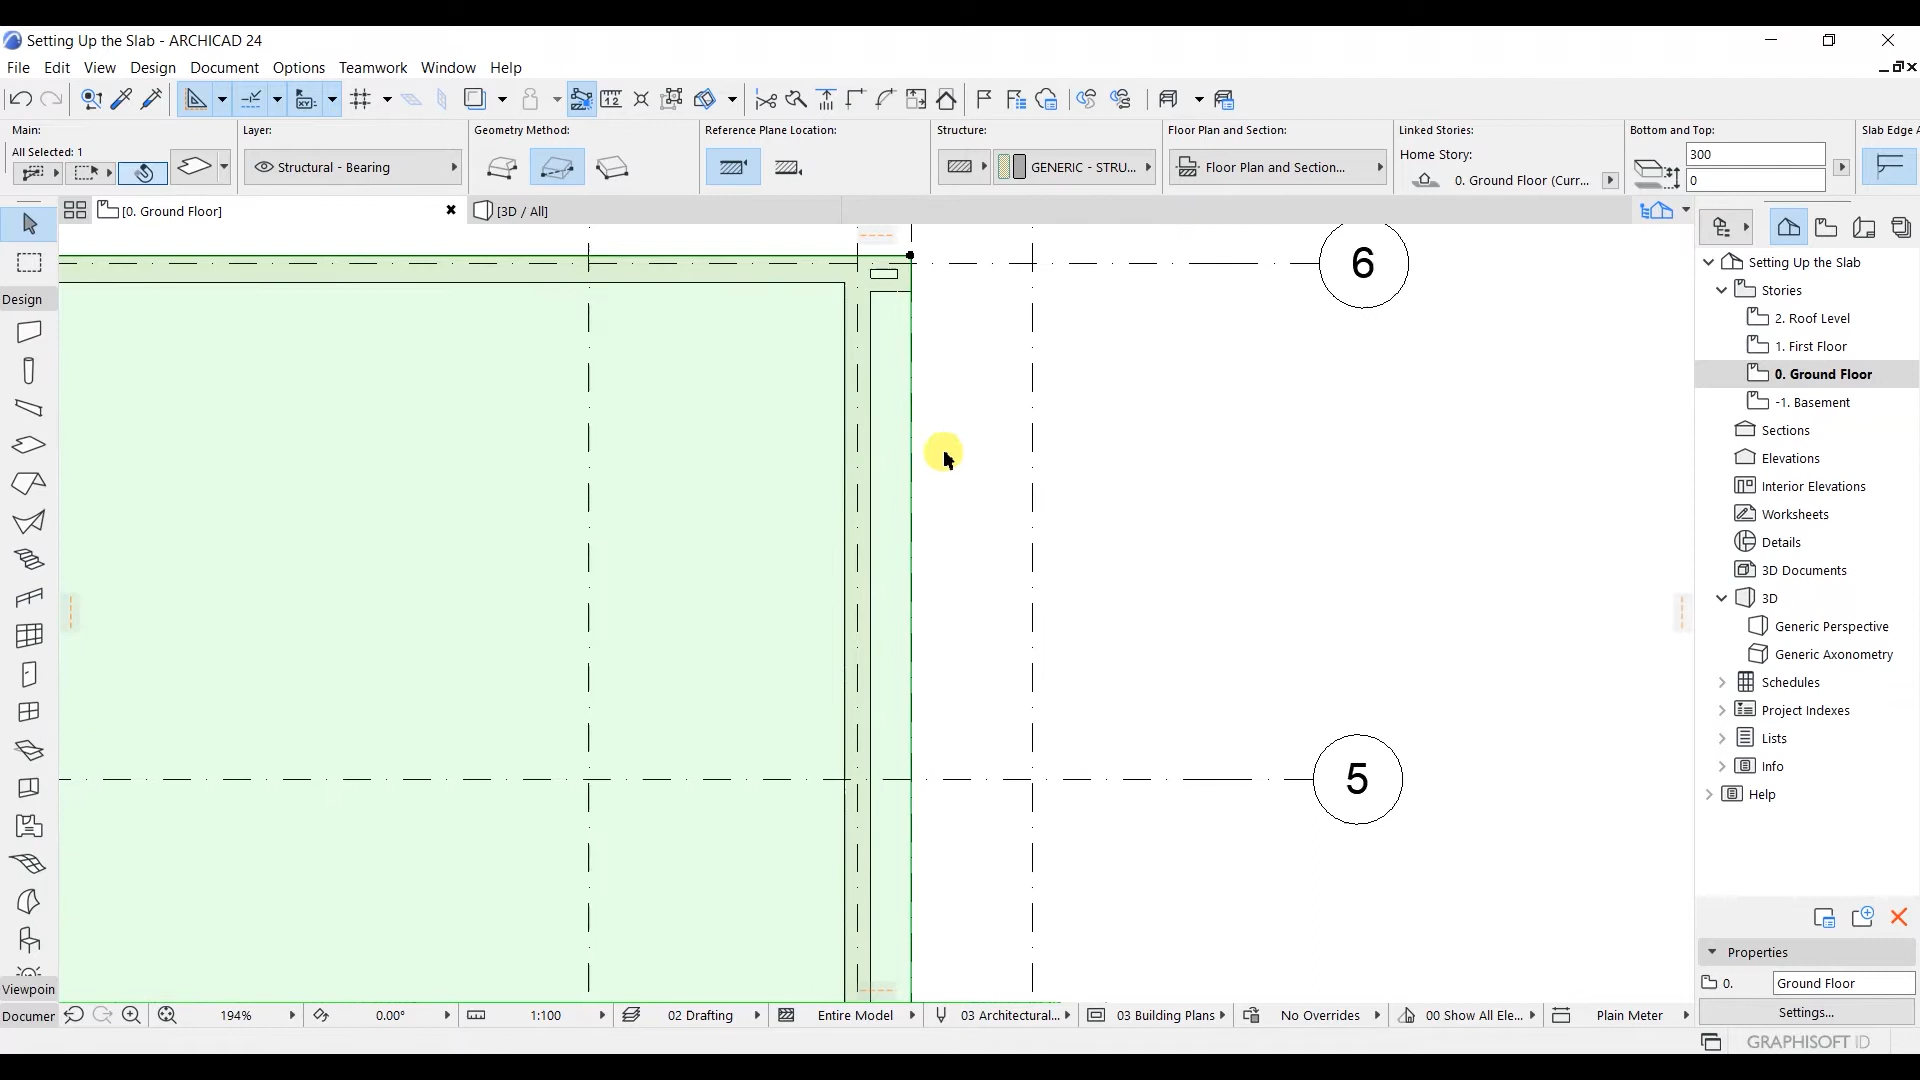 Setting Up the Slab - ARCHICAD 24
File Edit View Design Document Options Teamwork Window Help
Main: Layer: Geometry Method: Reference Plane Location: Structure: Floor Plan and Section: Linked Stories: Bottom and Top: Slab Edge A
All Selected: 1 Home Story: 300
Structural - Bearing GENERIC - STRU... Floor Plan and Section... 0. Ground Floor (Curr... 0
[0. Ground Floor] [3D / All]
Design
Viewpoin
Documer
6
5
Setting Up the Slab
Stories
2. Roof Level
1. First Floor
0. Ground Floor
-1. Basement
Sections
Elevations
Interior Elevations
Worksheets
Details
3D Documents
3D
Generic Perspective
Generic Axonometry
Schedules
Project Indexes
Lists
Info
Help
Properties
0. Ground Floor
Settings...
194% 0.00° 1:100 02 Drafting Entire Model 03 Architectural... 03 Building Plans No Overrides 00 Show All Ele... Plain Meter
GRAPHISOFT ID